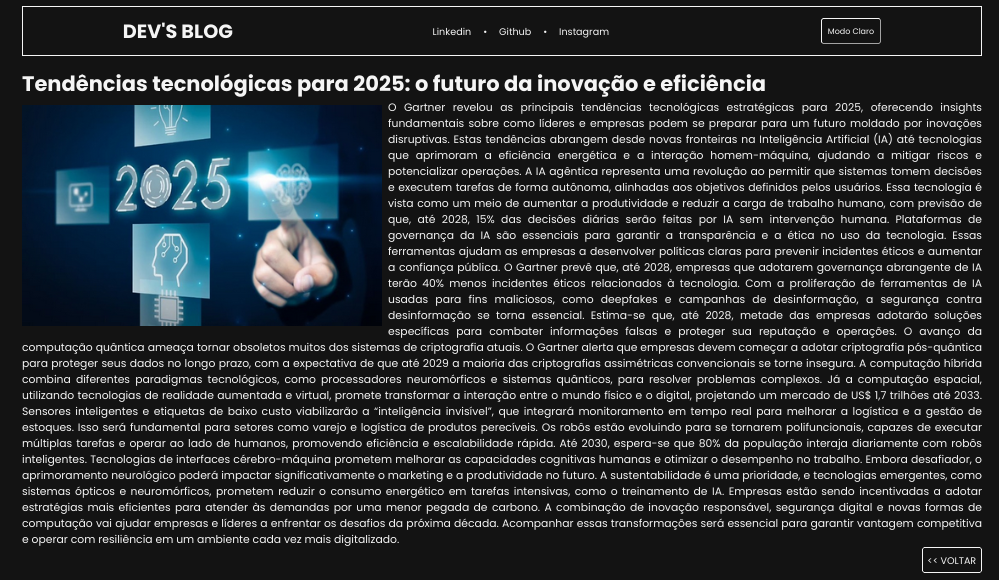 DEV'S BLOG
Linkedin • Github • Instagram
Modo Claro
Tendências tecnológicas para 2025: o futuro da inovação e eficiência
2025
O Gartner revelou as principais tendências tecnológicas estratégicas para 2025, oferecendo insights
fundamentais sobre como líderes e empresas podem se preparar para um futuro moldado por inovações
disruptivas. Estas tendências abrangem desde novas fronteiras na Inteligência Artificial (IA) até tecnologias
que aprimoram a eficiência energética e a interação homem-máquina, ajudando a mitigar riscos e
potencializar operações. A IA agêntica representa uma revolução ao permitir que sistemas tomem decisões
e executem tarefas de forma autônoma, alinhadas aos objetivos definidos pelos usuários. Essa tecnologia é
vista como um meio de aumentar a produtividade e reduzir a carga de trabalho humano, com previsão de
que, até 2028, 15% das decisões diárias serão feitas por IA sem intervenção humana. Plataformas de
governança da IA são essenciais para garantir a transparência e a ética no uso da tecnologia. Essas
ferramentas ajudam as empresas a desenvolver políticas claras para prevenir incidentes éticos e aumentar
a confiança pública. O Gartner prevê que, até 2028, empresas que adotarem governança abrangente de IA
terão 40% menos incidentes éticos relacionados à tecnologia. Com a proliferação de ferramentas de IA
usadas para fins maliciosos, como deepfakes e campanhas de desinformação, a segurança contra
desinformação se torna essencial. Estima-se que, até 2028, metade das empresas adotarão soluções
específicas para combater informações falsas e proteger sua reputação e operações. O avanço da
computação quântica ameaça tornar obsoletos muitos dos sistemas de criptografia atuais. O Gartner alerta que empresas devem começar a adotar criptografia pós-quântica
para proteger seus dados no longo prazo, com a expectativa de que até 2029 a maioria das criptografias assimétricas convencionais se torne insegura. A computação híbrida
combina diferentes paradigmas tecnológicos, como processadores neuromórficos e sistemas quânticos, para resolver problemas complexos. Já a computação espacial,
utilizando tecnologias de realidade aumentada e virtual, promete transformar a interação entre o mundo físico e o digital, projetando um mercado de US$ 1,7 trilhões até 2033.
Sensores inteligentes e etiquetas de baixo custo viabilizarão a “inteligência invisível”, que integrará monitoramento em tempo real para melhorar a logística e a gestão de
estoques. Isso será fundamental para setores como varejo e logística de produtos perecíveis. Os robôs estão evoluindo para se tornarem polifuncionais, capazes de executar
múltiplas tarefas e operar ao lado de humanos, promovendo eficiência e escalabilidade rápida. Até 2030, espera-se que 80% da população interaja diariamente com robôs
inteligentes. Tecnologias de interfaces cérebro-máquina prometem melhorar as capacidades cognitivas humanas e otimizar o desempenho no trabalho. Embora desafiador, o
aprimoramento neurológico poderá impactar significativamente o marketing e a produtividade no futuro. A sustentabilidade é uma prioridade, e tecnologias emergentes, como
sistemas ópticos e neuromórficos, prometem reduzir o consumo energético em tarefas intensivas, como o treinamento de IA. Empresas estão sendo incentivadas a adotar
estratégias mais eficientes para atender às demandas por uma menor pegada de carbono. A combinação de inovação responsável, segurança digital e novas formas de
computação vai ajudar empresas e líderes a enfrentar os desafios da próxima década. Acompanhar essas transformações será essencial para garantir vantagem competitiva
e operar com resiliência em um ambiente cada vez mais digitalizado.
<< VOLTAR